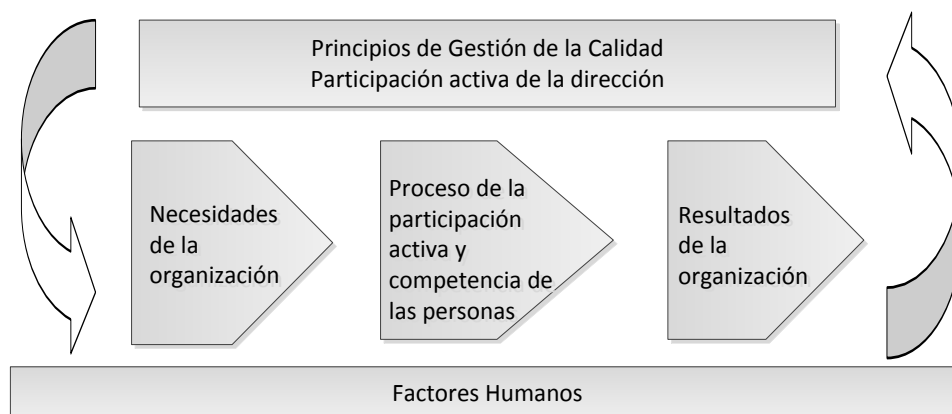 Principios de Gestión de la Calidad
Participación activa de la dirección
Necesidades
de la
organización
Proceso de la
participación
activa y
competencia de
las personas
Resultados
de la
organización
Factores Humanos